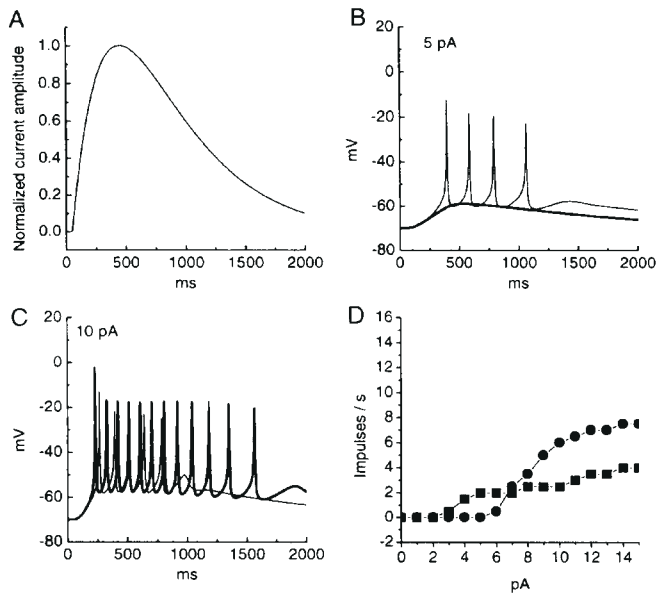 A
Normalized current amplitude
1.0
0.8
0.6
0.4
0.2
0.0
0 500 1000 1500 2000
ms
B
5 pA
mV
20
0
-20
-40
-60
-80
0 500 1000 1500 2000
ms
C
10 pA
mV
20
0
-20
-40
-60
-80
0 500 1000 1500 2000
ms
D
Impulses / s
16
14
12
10
8
6
4
2
0
-2
0 2 4 6 8 10 12 14
pA